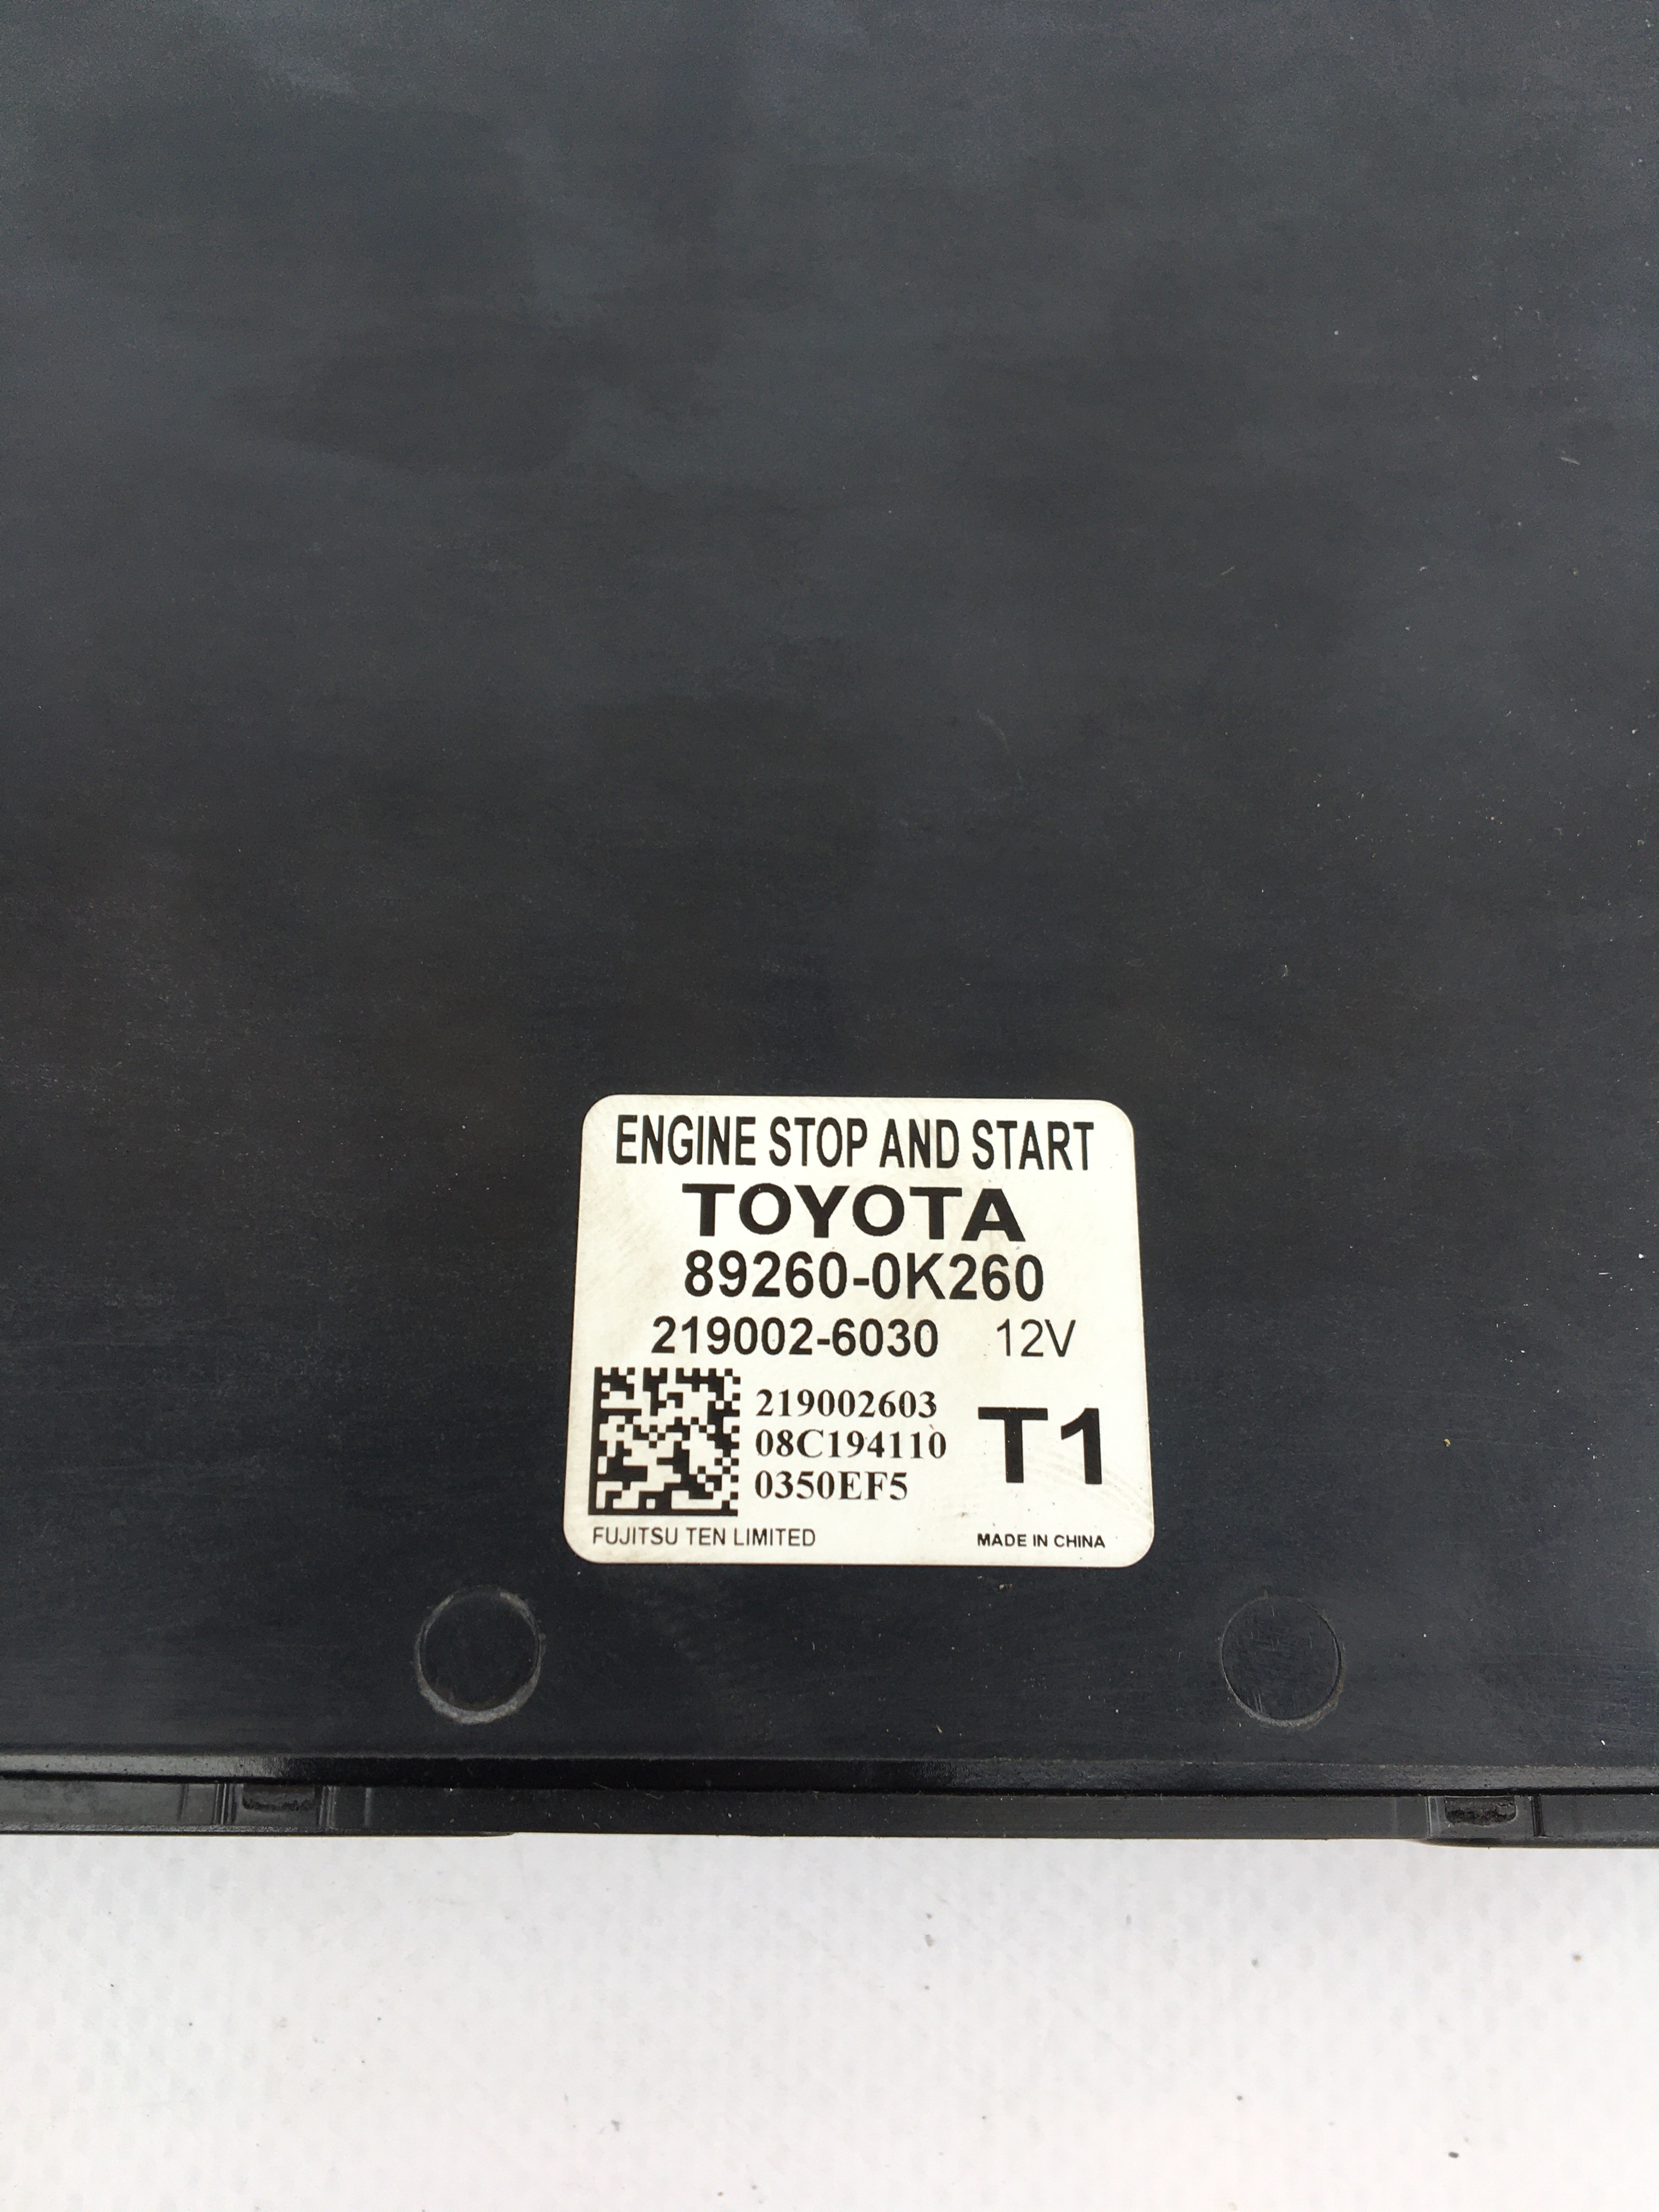 ENGINE STOP AND START
TOYOTA
89260-0K260
219002-6030 12V
219002603
08C194110
0350EF5
T1
FUJITSU TEN LIMITED
MADE IN CHINA